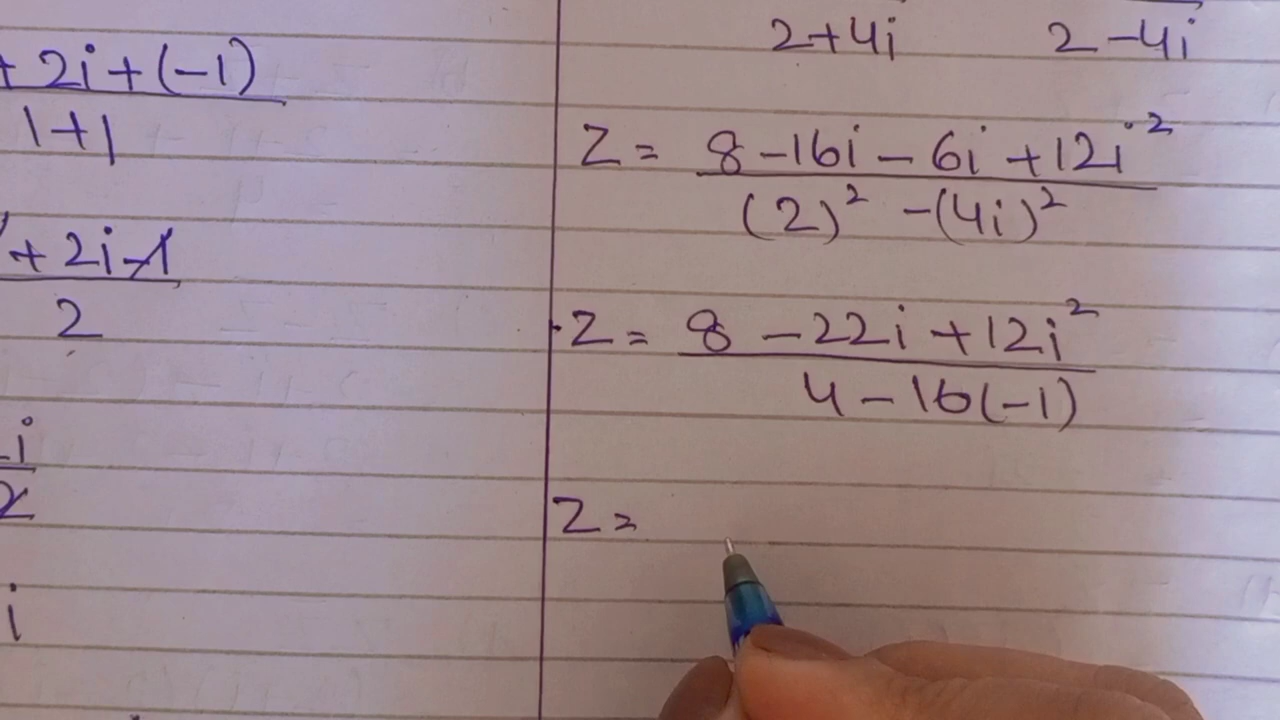 + 2i + (-1)
1+1
+ 2i - 1
2
i
2
i
2+4i 2-4i
Z = 8 - 16i - 6i + 12i²
(2)² - (4i)²
Z = 8 - 22i + 12i²
4 - 16(-1)
Z =